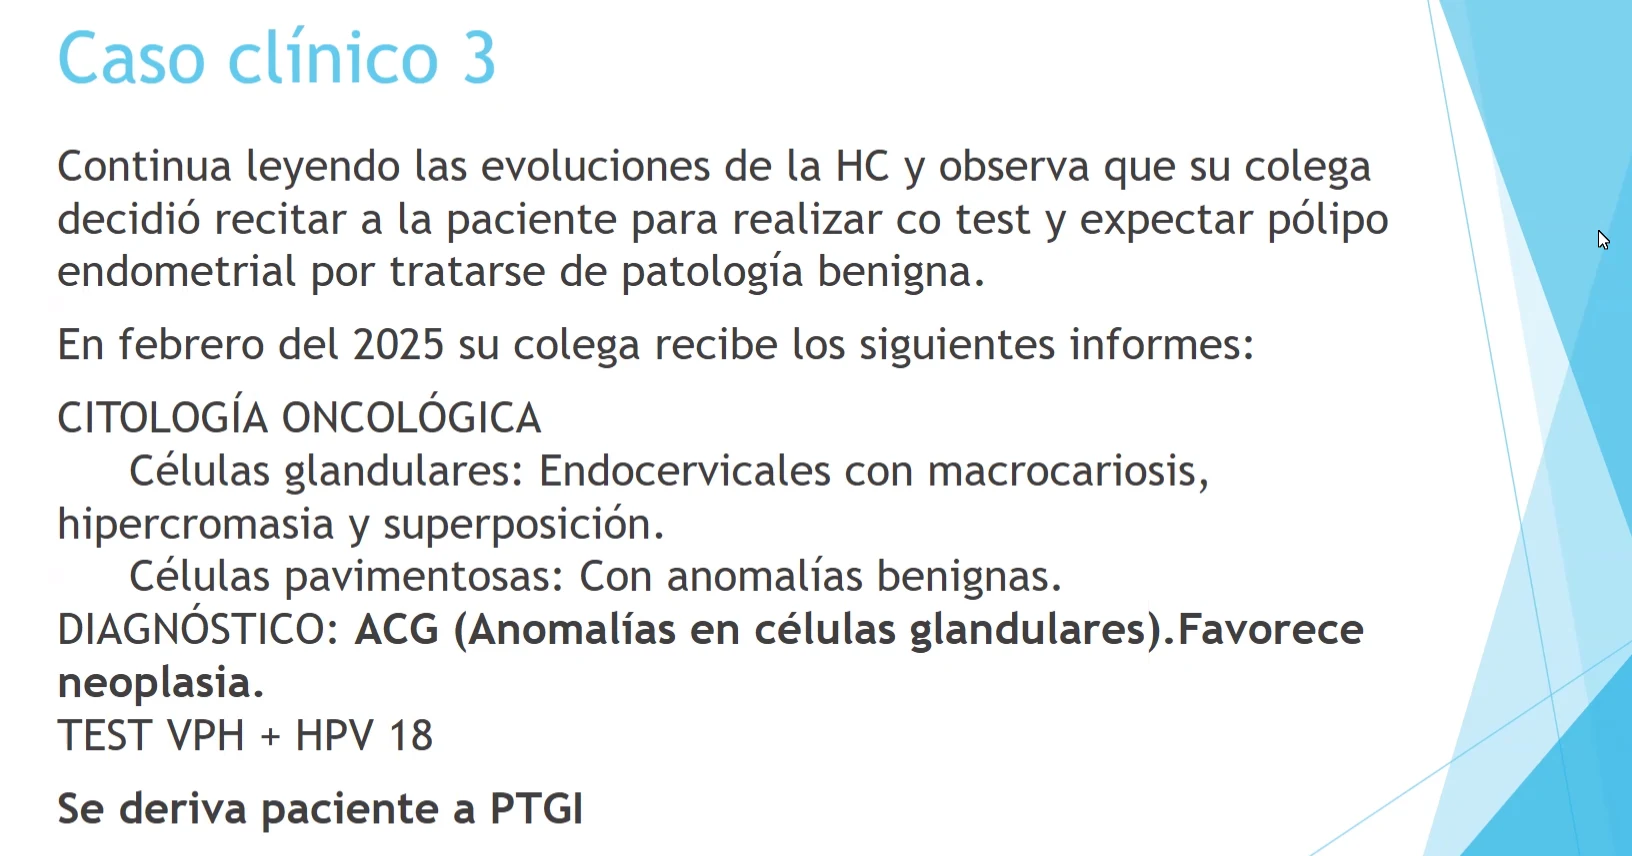 Caso clínico 3
Continua leyendo las evoluciones de la HC y observa que su colega
decidió recitar a la paciente para realizar co test y expectar pólipo
endometrial por tratarse de patología benigna.
En febrero del 2025 su colega recibe los siguientes informes:
CITOLOGÍA ONCOLÓGICA
Células glandulares: Endocervicales con macrocariosis,
hipercromasia y superposición.
Células pavimentosas: Con anomalías benignas.
DIAGNÓSTICO: ACG (Anomalías en células glandulares).Favorece
neoplasia.
TEST VPH + HPV 18
Se deriva paciente a PTGI